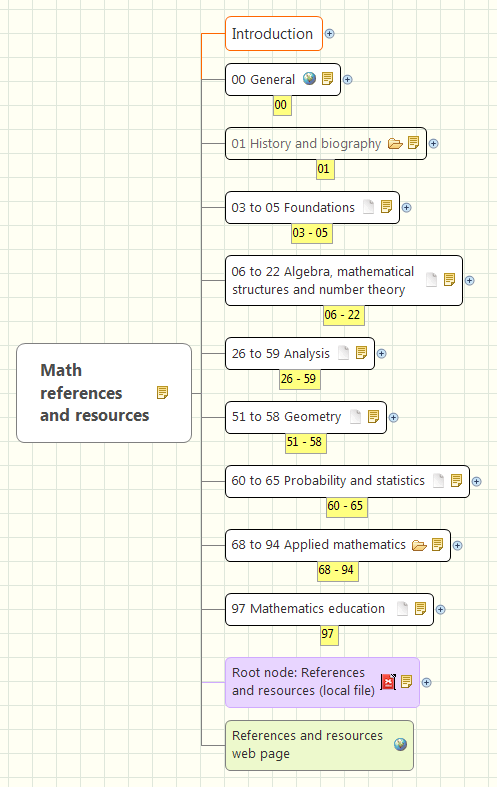 Introduction
00 General
00
01 History and biography
01
03 to 05 Foundations
03 - 05
06 to 22 Algebra, mathematical
structures and number theory
06 - 22
26 to 59 Analysis
26 - 59
Math
references
and resources
51 to 58 Geometry
51 - 58
60 to 65 Probability and statistics
60 - 65
68 to 94 Applied mathematics
68 - 94
97 Mathematics education
97
Root node: References
and resources (local file)
References and resources
web page